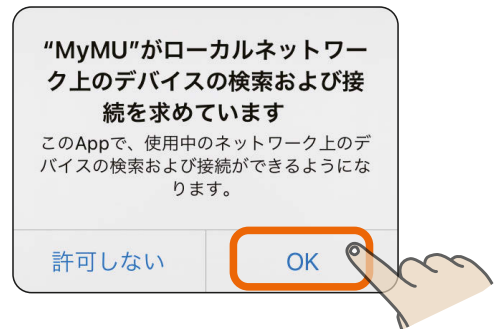 “MyMU”がローカルネットワー
ク上のデバイスの検索および接
続を求めています
このAppで、使用中のネットワーク上のデ
バイスの検索および接続ができるようにな
ります。
許可しない
OK